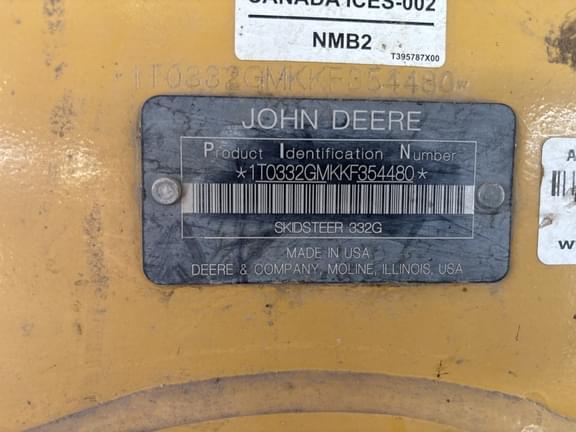 CANADA ICES-002
NMB2
T395787X00
*1T0332GMKKF354480*
JOHN DEERE
Product Identification Number
*1T0332GMKKF354480*
SKIDSTEER 332G
MADE IN USA
DEERE & COMPANY, MOLINE, ILLINOIS, USA
A
W